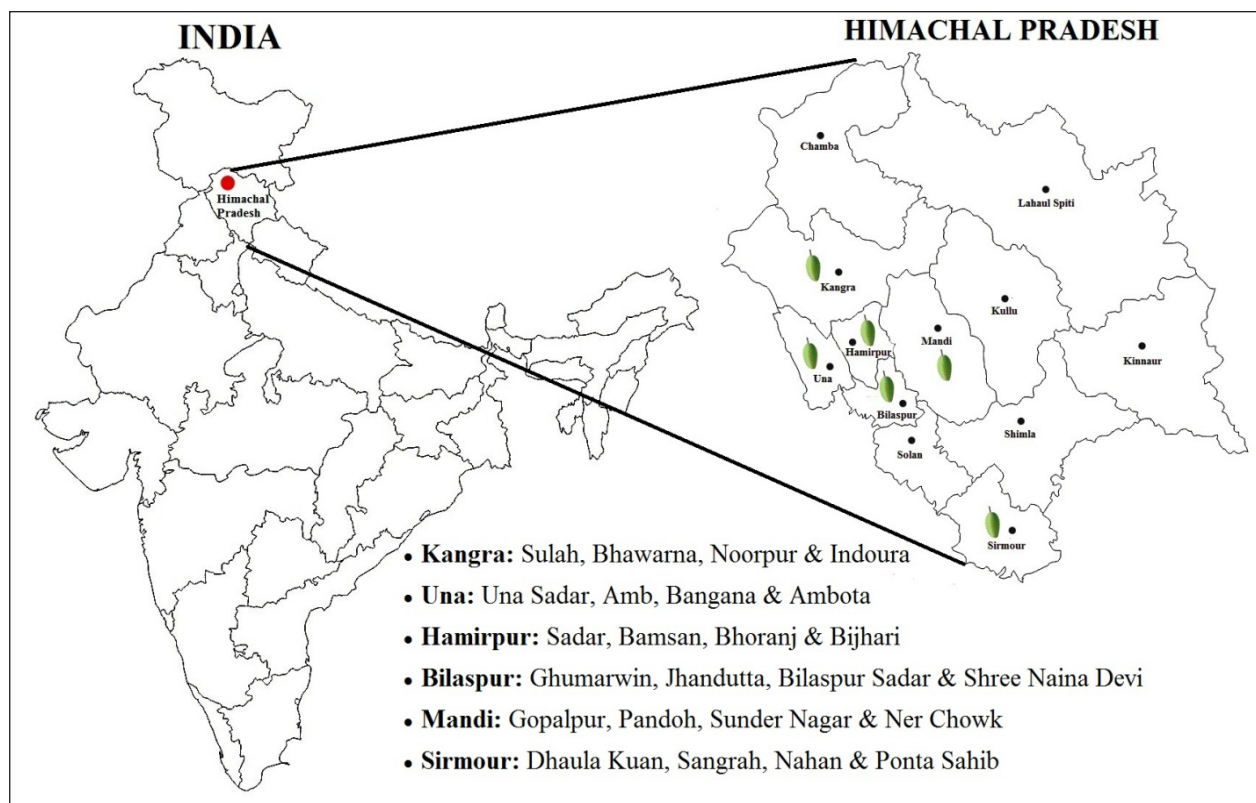 INDIA
HIMACHAL PRADESH
Himachal
Pradesh
Chamba
Lahaul Spiti
Kangra
Kullu
Mandi
Hamirpur
Kinnaur
Una
Bilaspur
Shimla
Solan
Sirmour
• Kangra: Sulah, Bhawarna, Noorpur & Indoura
• Una: Una Sadar, Amb, Bangana & Ambota
• Hamirpur: Sadar, Bamsan, Bhoranj & Bijhari
• Bilaspur: Ghumarwin, Jhandutta, Bilaspur Sadar & Shree Naina Devi
• Mandi: Gopalpur, Pandoh, Sunder Nagar & Ner Chowk
• Sirmour: Dhaula Kuan, Sangrah, Nahan & Ponta Sahib